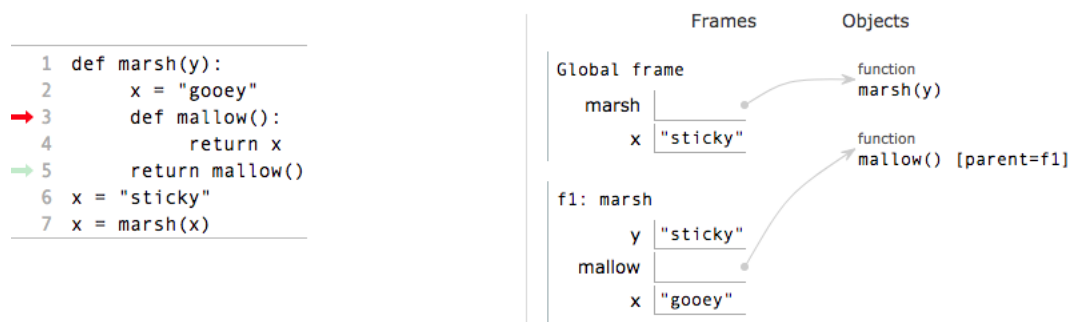 1 def marsh(y):
2 x = "gooey"
3 def mallow():
4 return x
5 return mallow()
6 x = "sticky"
7 x = marsh(x)
Frames Objects
Global frame
marsh
x "sticky"
function
marsh(y)
function
mallow() [parent=f1]
f1: marsh
y "sticky"
mallow
x "gooey"